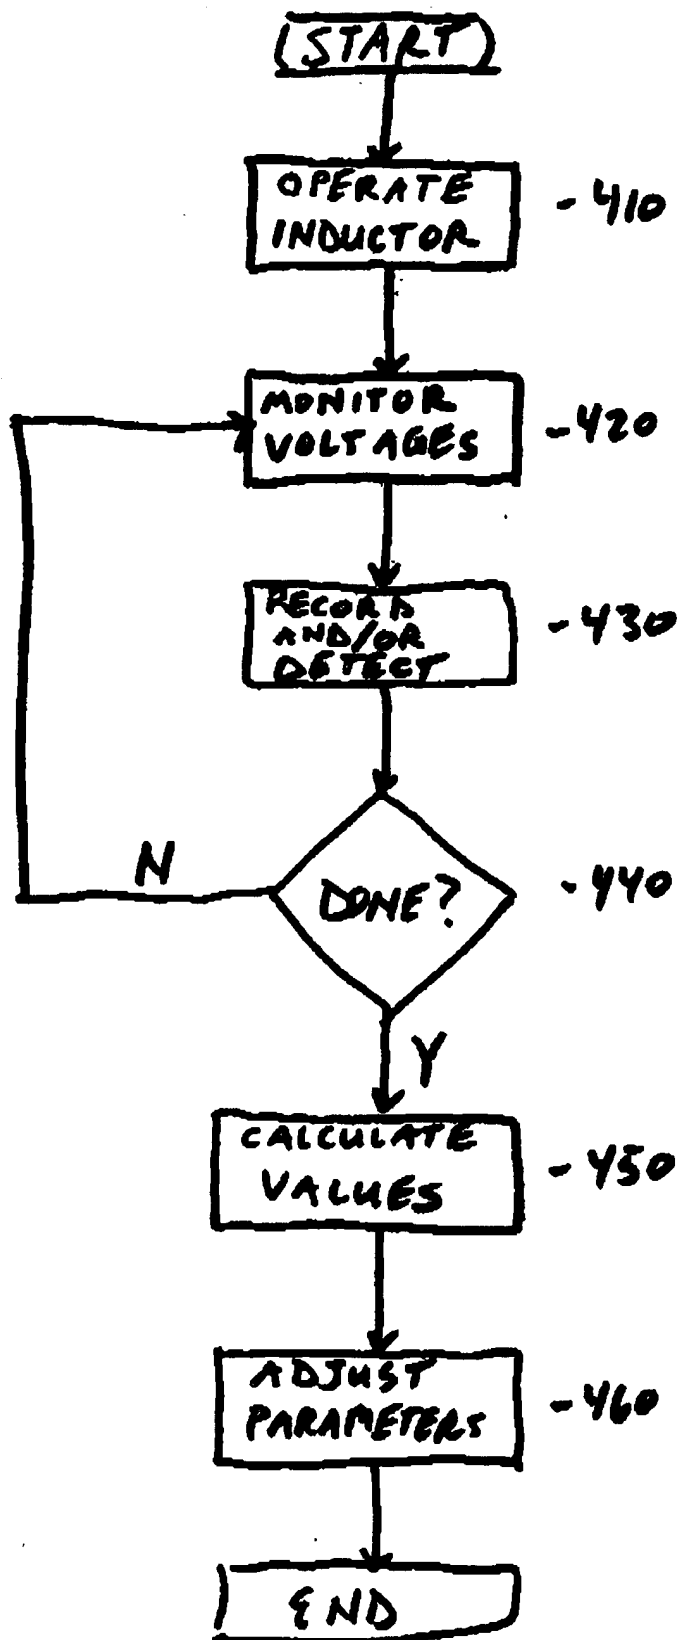 (START)
OPERATE
INDUCTOR
- 410
MONITOR
VOLTAGES
- 420
RECORD
AND/OR
DETECT
- 430
DONE?
- 440
N
Y
CALCULATE
VALUES
- 450
ADJUST
PARAMETERS
- 460
END